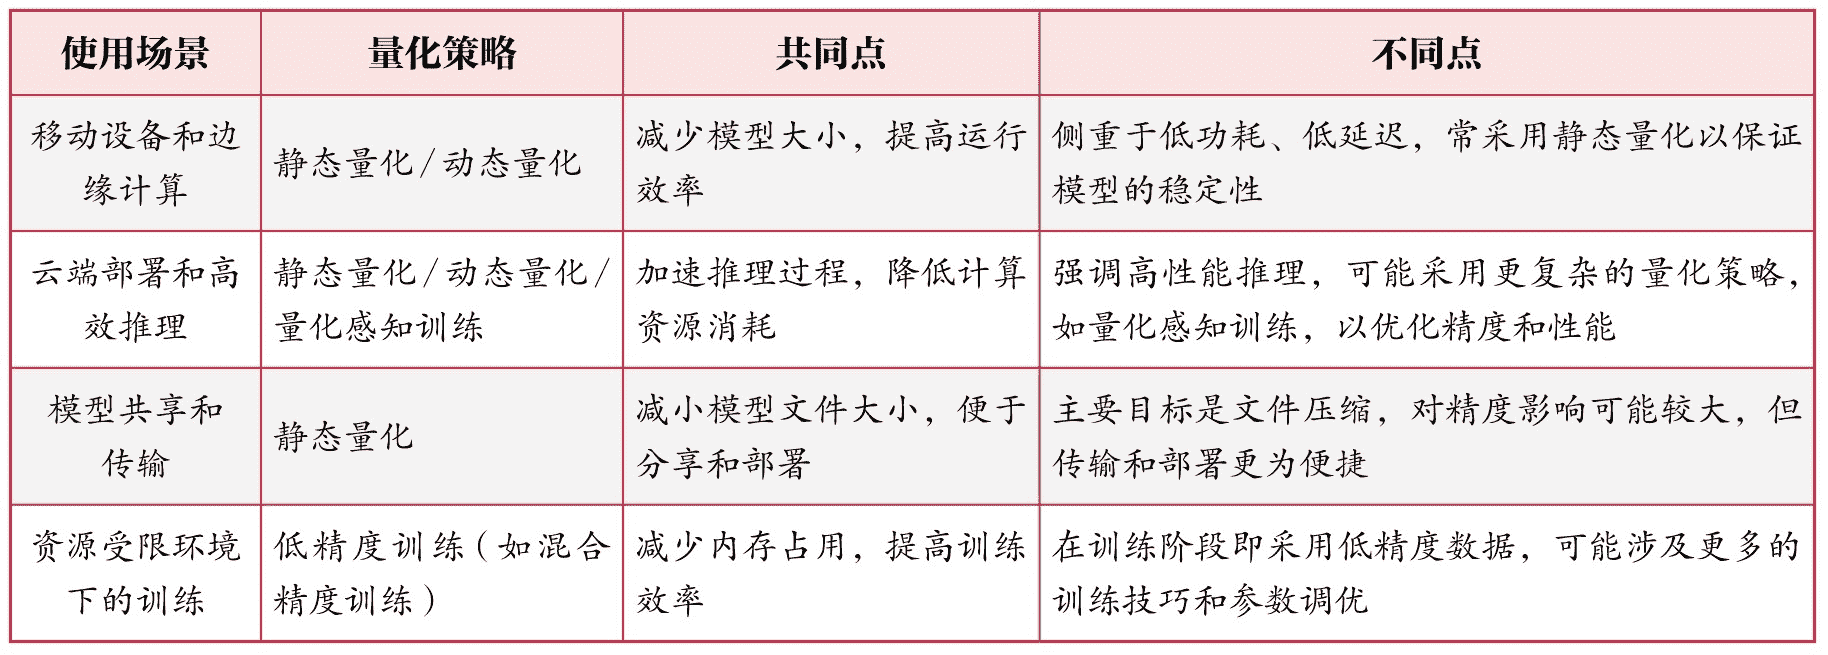 使用场景
量化策略
共同点
不同点
移动设备和边
缘计算
静态量化/动态量化
减少模型大小，提高运行
效率
侧重于低功耗、低延迟，常采用静态量化以保证
模型的稳定性
云端部署和高
效推理
静态量化/动态量化/
量化感知训练
加速推理过程，降低计算
资源消耗
强调高性能推理，可能采用更复杂的量化策略，
如量化感知训练，以优化精度和性能
模型共享和
传输
静态量化
减小模型文件大小，便于
分享和部署
主要目标是文件压缩，对精度影响可能较大，但
传输和部署更为便捷
资源受限环境
下的训练
低精度训练（如混合
精度训练）
减少内存占用，提高训练
效率
在训练阶段即采用低精度数据，可能涉及更多的
训练技巧和参数调优